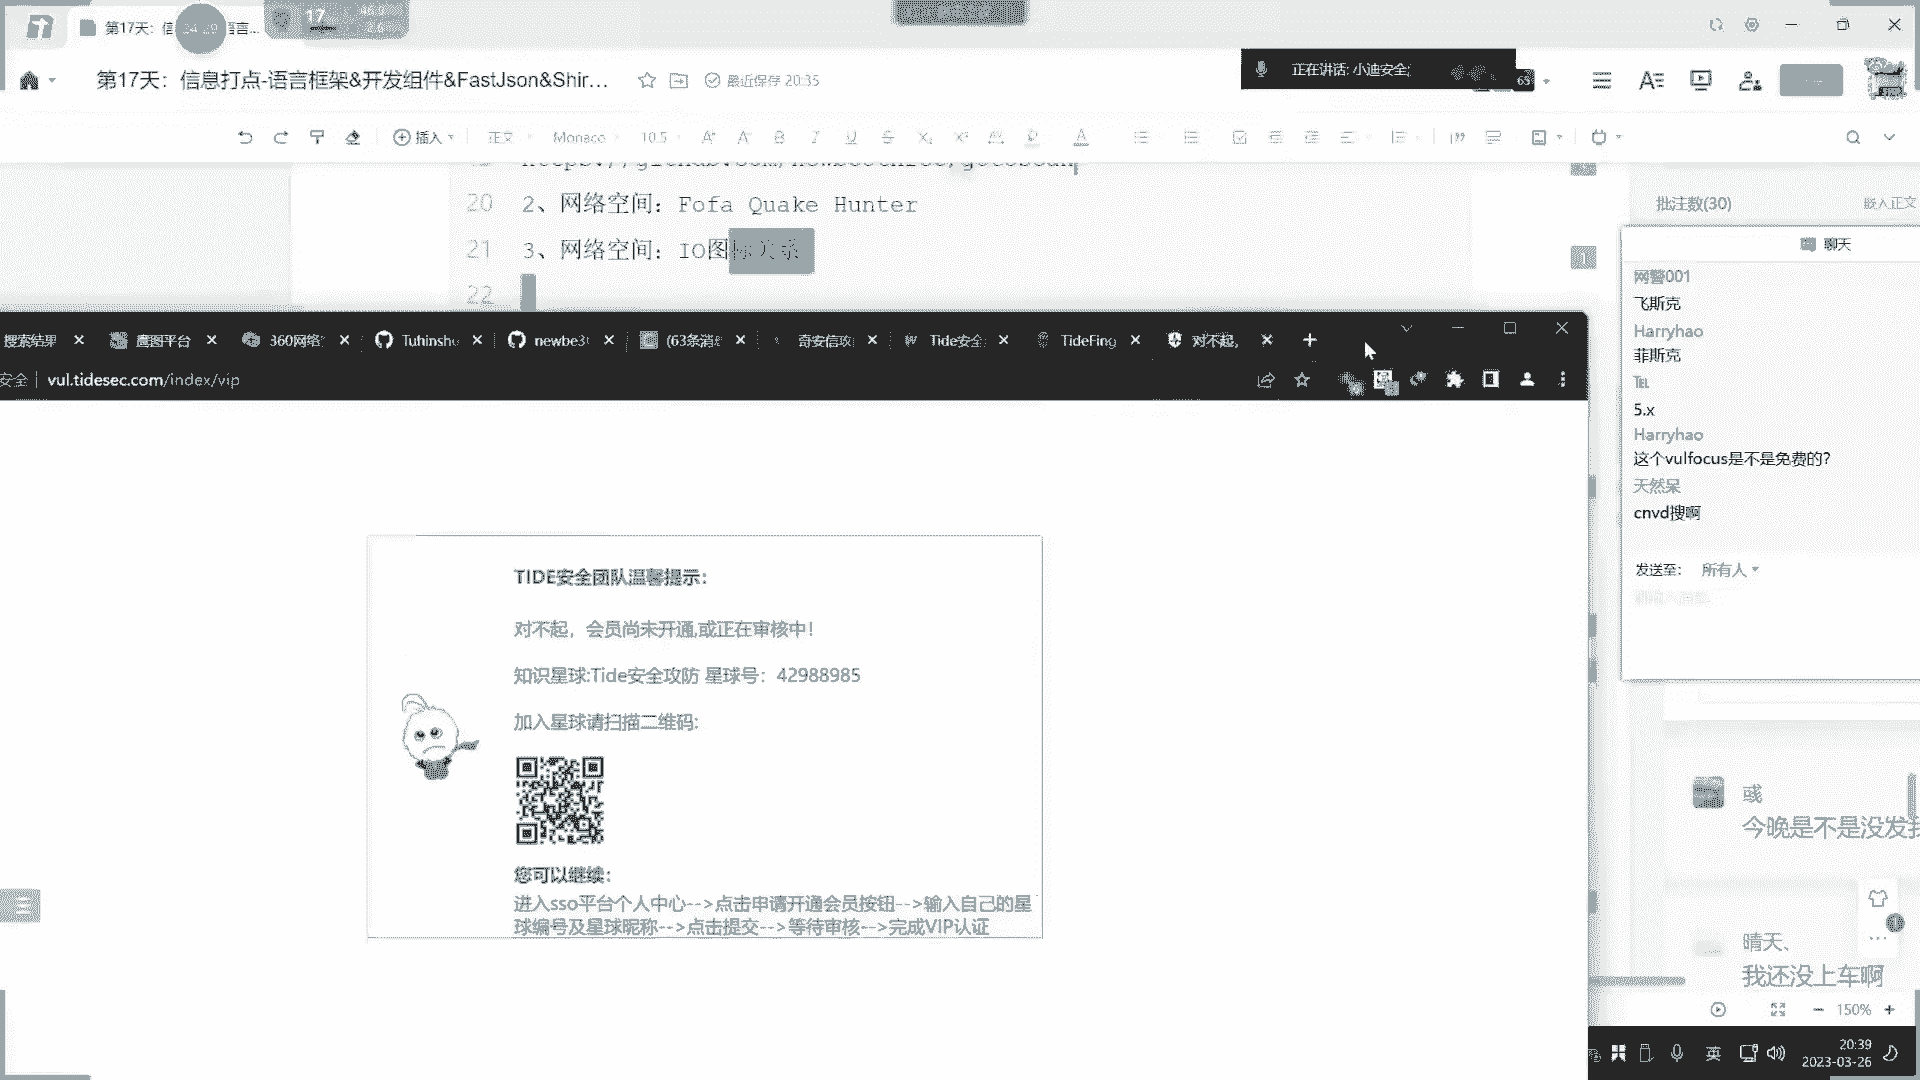 第17天：信
言...
17
第17天：信息打点-语言框架&开发组件&FastJson&Shir...
最近保存 20:35
正在讲话: 小迪安全;
63
插入
正文
Monaco
10.5
20 2、网络空间：Fofa Quake Hunter
21 3、网络空间：IO图标关系
22
批注数(30)
嵌入正文
聊天
网警001
飞斯克
Harryhao
菲斯克
TEL
5.x
Harryhao
这个vulfocus是不是免费的?
天然呆
cnvd搜啊
发送至：
所有人
搜索结果
鹰图平台
360网络
Tuhinsh
newbe3
(63条消息
奇安信攻
Tide安全
TideFing
对不起,
安全
vul.tidesec.com/index/vip
TIDE安全团队温馨提示：
对不起，会员尚未开通,或正在审核中！
知识星球:Tide安全攻防 星球号：42988985
加入星球请扫描二维码:
您可以继续：
进入sso平台个人中心-->点击申请开通会员按钮-->输入自己的星
球编号及星球昵称-->点击提交-->等待审核-->完成VIP认证
或
今晚是不是没发
晴天、
我还没上车啊
150%
英
20:39
2023-03-26